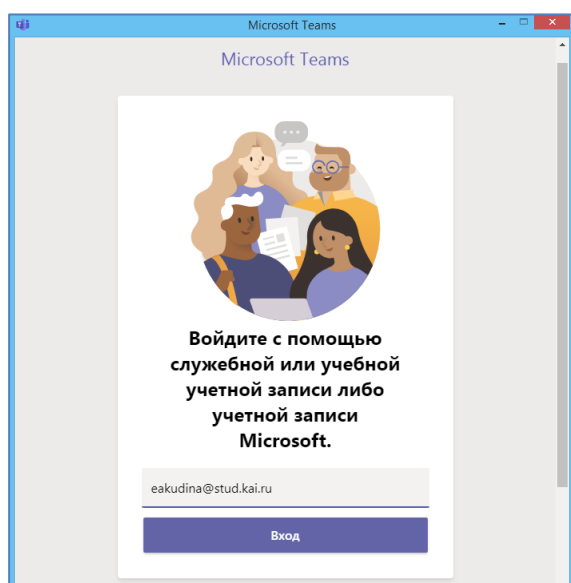 Microsoft Teams
Microsoft Teams
Войдите с помощью
служебной или учебной
учетной записи либо
учетной записи
Microsoft.
eakudina@stud.kai.ru
Вход